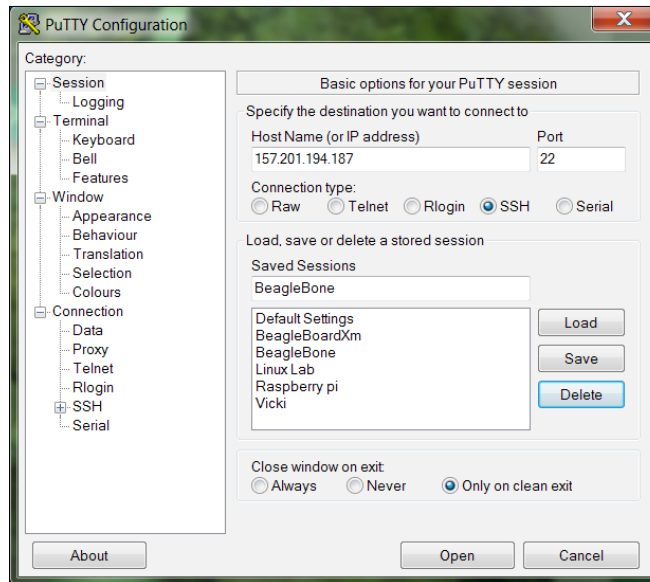 PuTTY Configuration
Category:
Session
Logging
Terminal
Keyboard
Bell
Features
Window
Appearance
Behaviour
Translation
Selection
Colours
Connection
Data
Proxy
Telnet
Rlogin
SSH
Serial
Basic options for your PuTTY session
Specify the destination you want to connect to
Host Name (or IP address) Port
157.201.194.187 22
Connection type:
Raw Telnet Rlogin SSH Serial
Load, save or delete a stored session
Saved Sessions
BeagleBone
Default Settings
BeagleBoardXm
BeagleBone
Linux Lab
Raspberry pi
Vicki
Load
Save
Delete
Close window on exit:
Always Never Only on clean exit
About Open Cancel